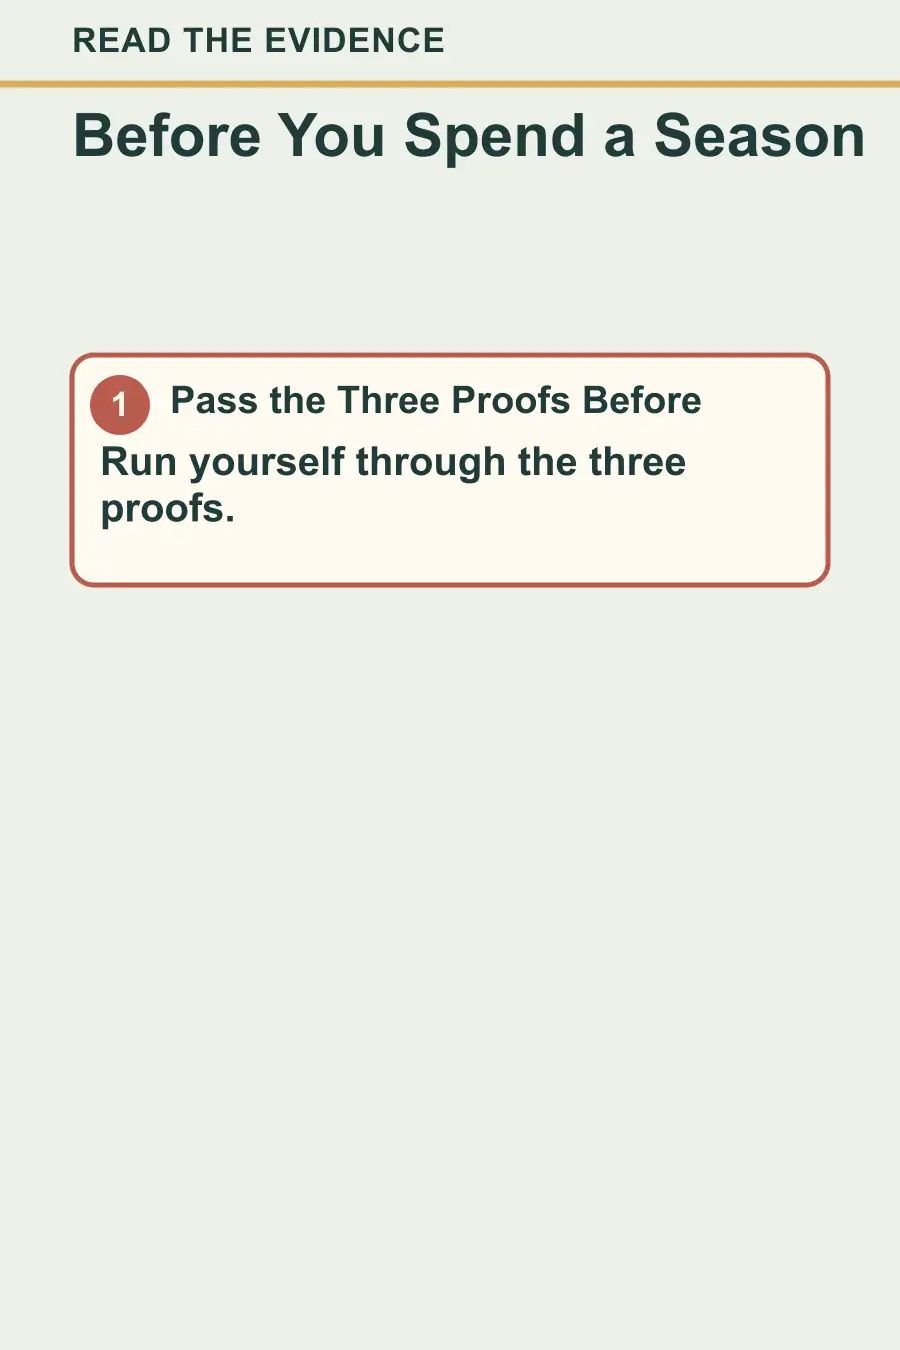 READ THE EVIDENCE
Before You Spend a Season
1 Pass the Three Proofs Before
Run yourself through the three
proofs.